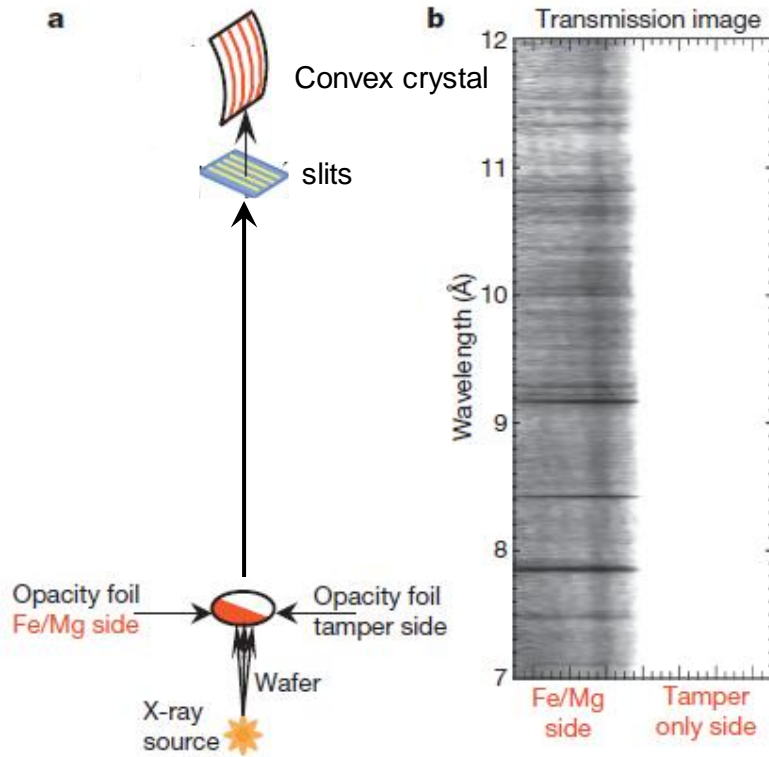 a
Convex crystal
slits
Opacity foil
Fe/Mg side
Opacity foil
tamper side
Wafer
X-ray
source
b
Transmission image
Wavelength (Å)
12
11
10
9
8
7
Fe/Mg
side
Tamper
only side